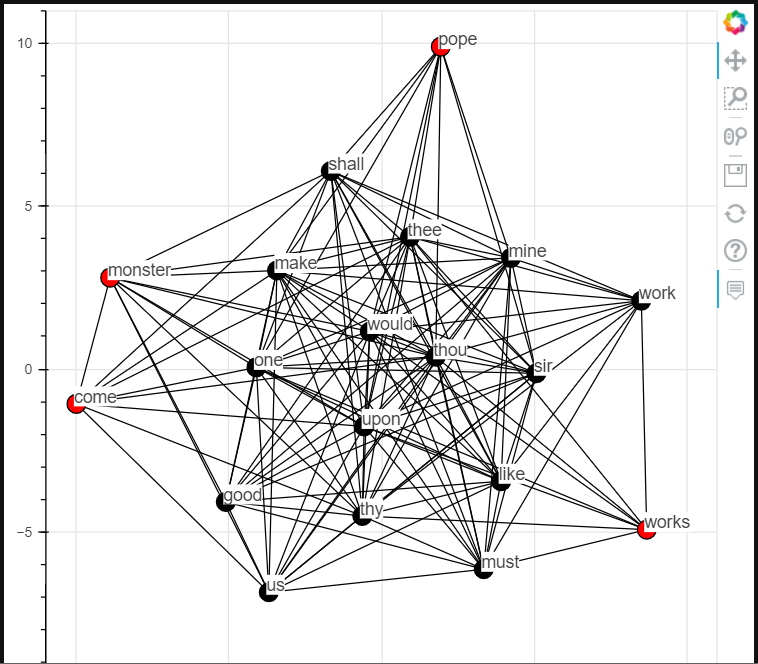 10
pope
shall
5
thee
mine
monster
make
work
would
thou
one
0
sir
come
upon
like
good
thy
works
−5
must
us